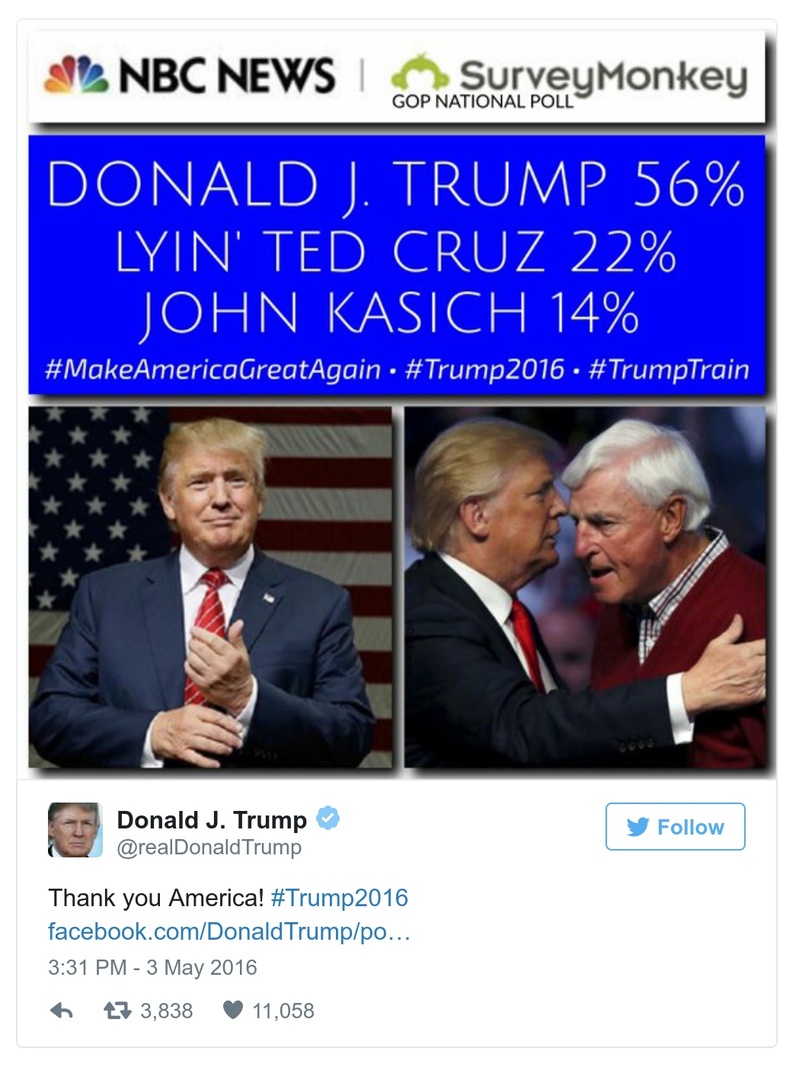 NBC NEWS | SurveyMonkey
GOP NATIONAL POLL
DONALD J. TRUMP 56%
LYIN' TED CRUZ 22%
JOHN KASICH 14%
#MakeAmericaGreatAgain • #Trump2016 • #TrumpTrain
Donald J. Trump
@realDonaldTrump
Follow
Thank you America! #Trump2016
facebook.com/DonaldTrump/po…
3:31 PM - 3 May 2016
3,838 11,058